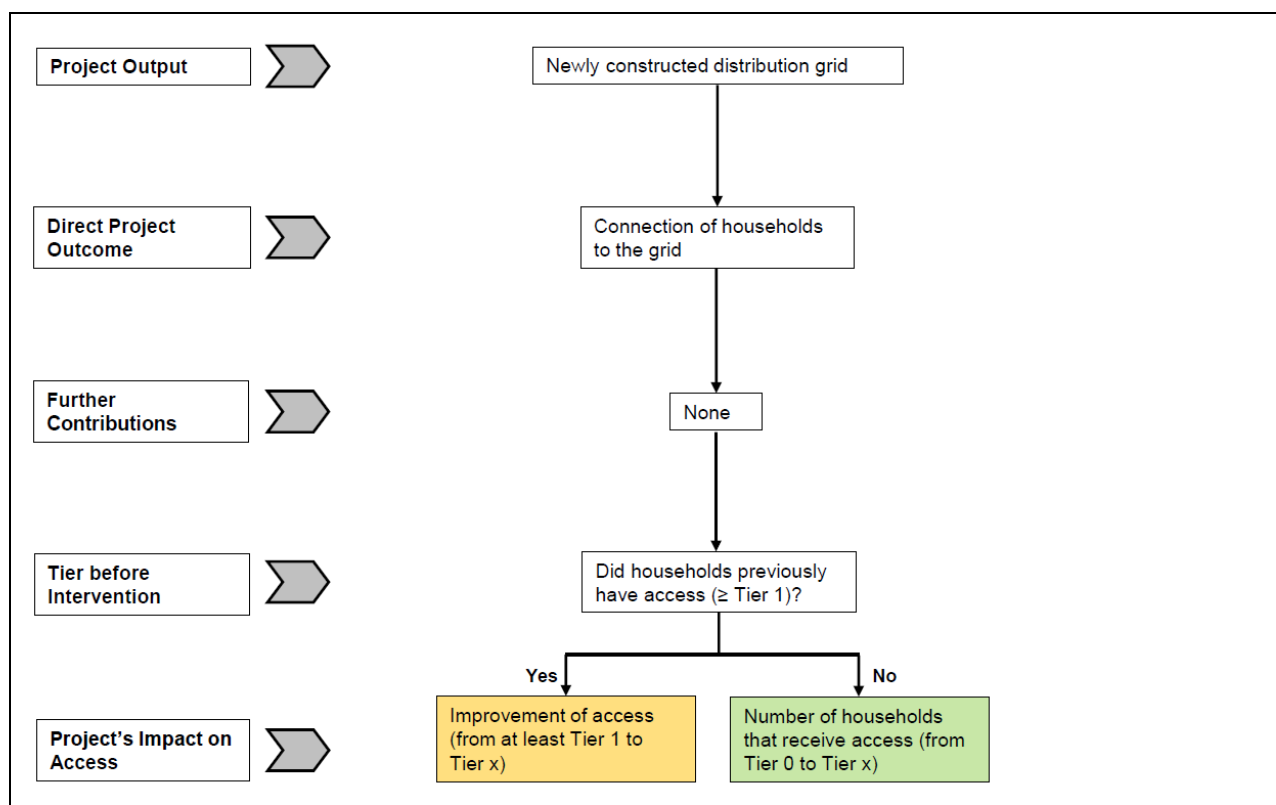 Project Output
Newly constructed distribution grid
Direct Project
Outcome
Connection of households
to the grid
Further
Contributions
None
Tier before
Intervention
Did households previously
have access (≥ Tier 1)?
Yes
No
Project's Impact on
Access
Improvement of access
(from at least Tier 1 to
Tier x)
Number of households
that receive access (from
Tier 0 to Tier x)